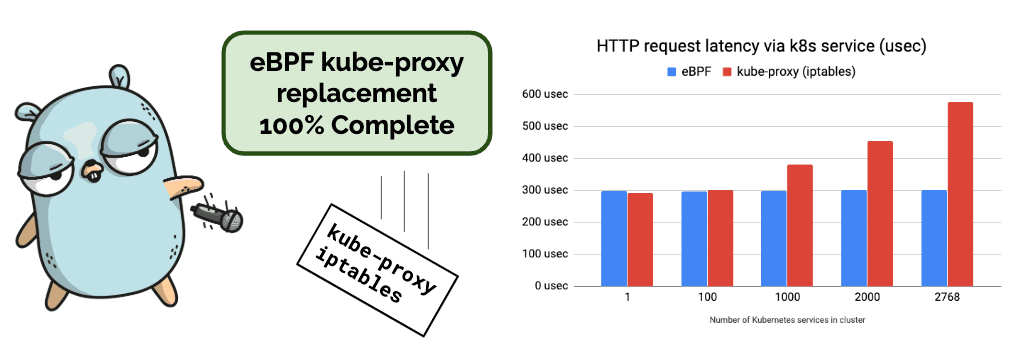 eBPF kube-proxy
replacement
100% Complete
kube-proxy
iptables
HTTP request latency via k8s service (usec)
eBPF kube-proxy (iptables)
600 usec
500 usec
400 usec
300 usec
200 usec
100 usec
0 usec
1 100 1000 2000 2768
Number of Kubernetes services in cluster